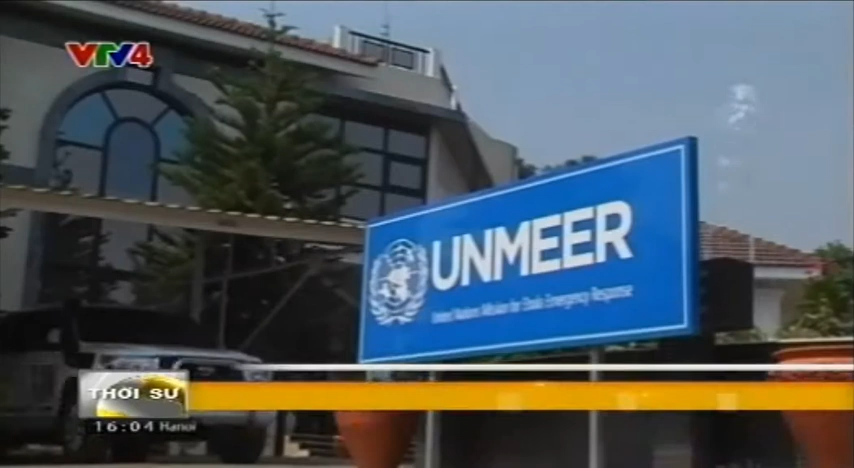 VTV4
UNMEER
United Nations Mission for Ebola Emergency Response
THỜI SỰ
16:04 Hanoi